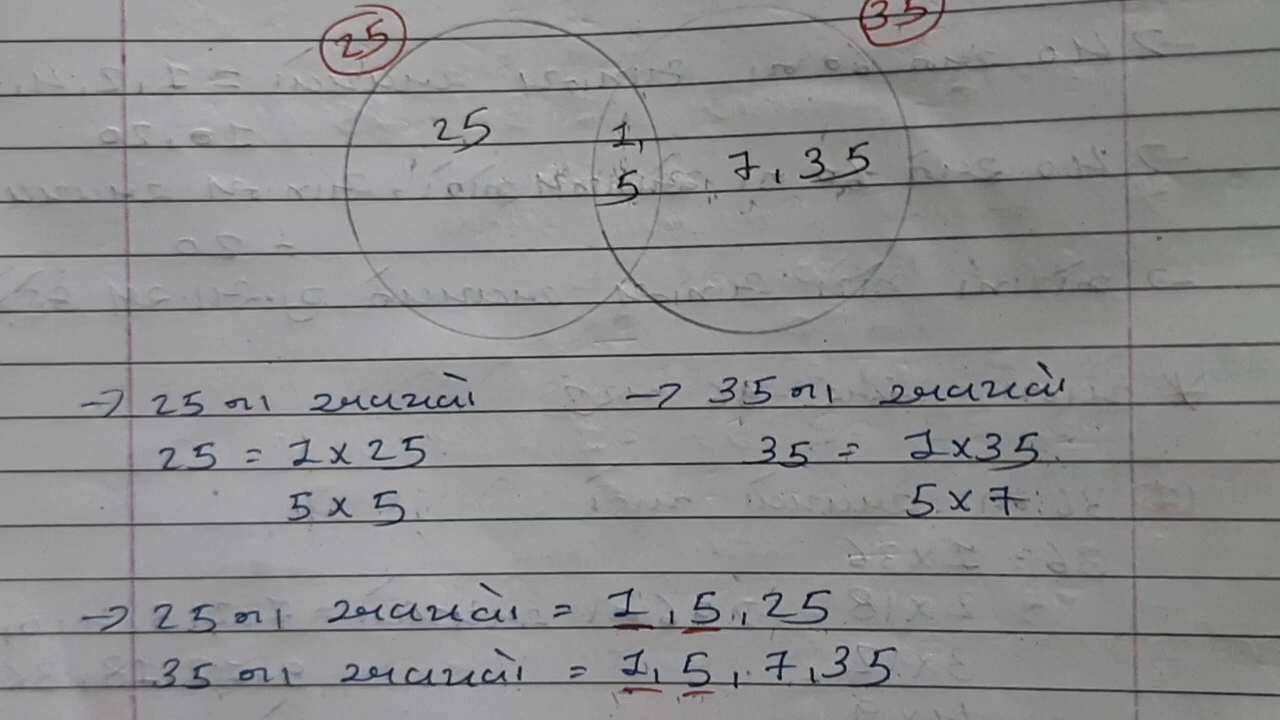 25 35
25 1, 7, 35
5
→ 25 ના અવયવો → 35 ના અવયવો
25 = 1 x 25 35 = 1 x 35
5 x 5 5 x 7
→ 25 ના અવયવો = 1, 5, 25
35 ના અવયવો = 1, 5, 7, 35